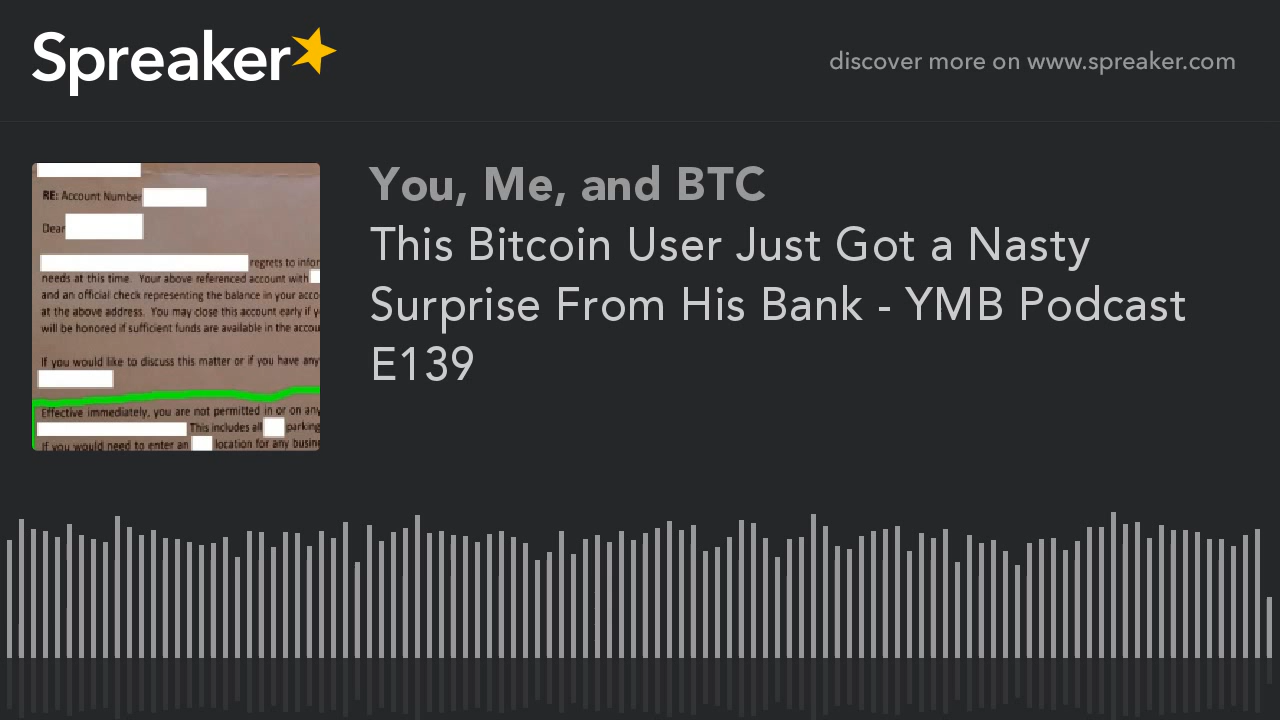 Spreaker
discover more on www.spreaker.com
You, Me, and BTC
This Bitcoin User Just Got a Nasty
Surprise From His Bank - YMB Podcast
E139
RE: Account Number
Dear
regrets to infor
needs at this time. Your above referenced account with
and an official check representing the balance in your acco
at the above address. You may close this account early if y
will be honored if sufficient funds are available in the accou
If you would like to discuss this matter or if you have any
Effective immediately, you are not permitted in or on any
This includes all parking
If you would need to enter an location for any busin